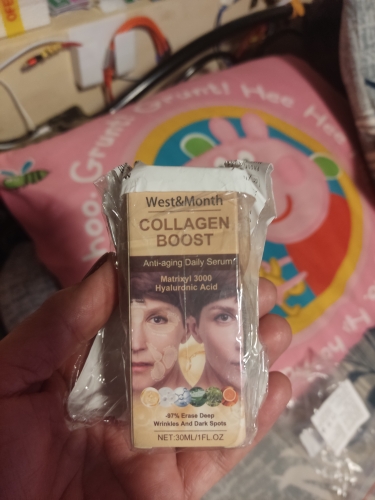 Grunt! Grunt! Hee Hee
West&Month
COLLAGEN
BOOST
Anti-aging Daily Serum
Matrixyl 3000
Hyaluronic Acid
-97% Erase Deep
Wrinkles And Dark Spots
NET:30ML/1FL.OZ